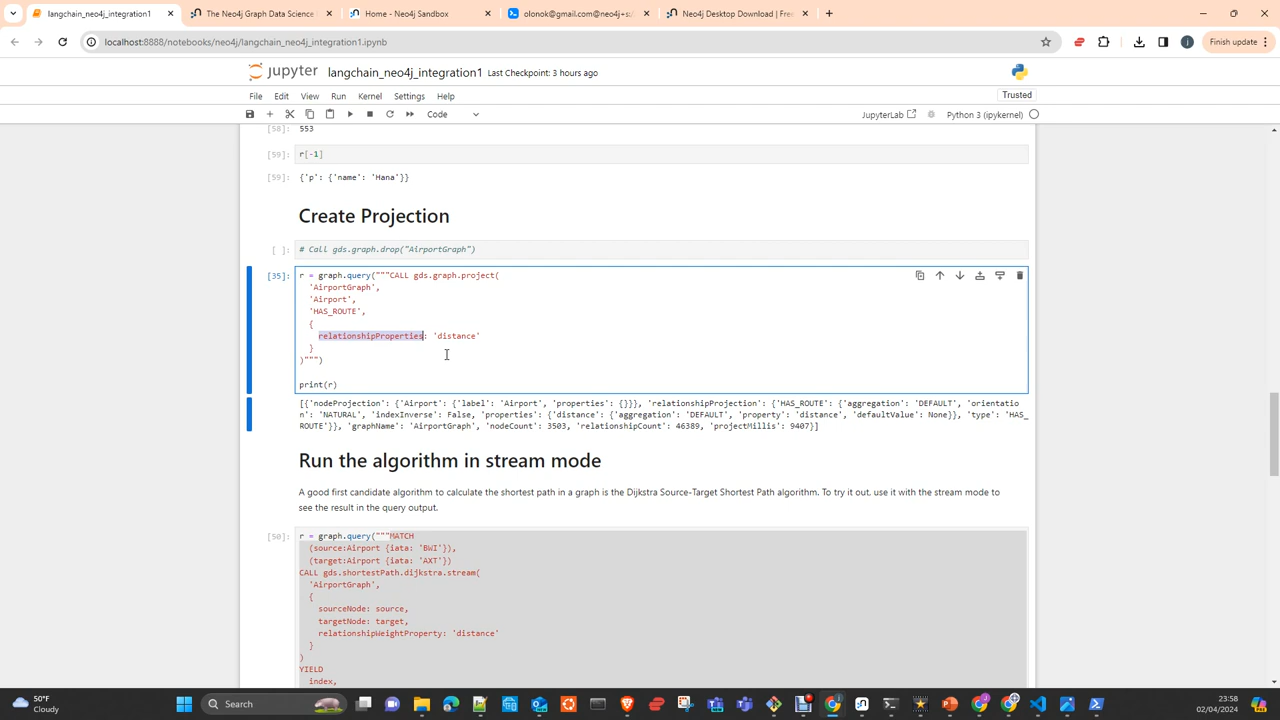 langchain_neo4j_integration1
The Neo4j Graph Data Science
Home - Neo4j Sandbox
olonok@gmail.com@neo4j+s:/
Neo4j Desktop Download | Free
localhost:8888/notebooks/neo4j/langchain_neo4j_integration1.ipynb
Finish update
jupyter langchain_neo4j_integration1 Last Checkpoint: 3 hours ago
File Edit View Run Kernel Settings Help
Trusted
Code
JupyterLab
Python 3 (ipykernel)
[58]: 553
[59]: r[-1]
[59]: {'p': {'name': 'Hana'}}
Create Projection
[ ]: # Call gds.graph.drop("AirportGraph")
[35]: r = graph.query("""CALL gds.graph.project(
'AirportGraph',
'Airport',
'HAS_ROUTE',
{
relationshipProperties: 'distance'
}
)""")
print(r)
[{'nodeProjection': {'Airport': {'label': 'Airport', 'properties': {}}}, 'relationshipProjection': {'HAS_ROUTE': {'aggregation': 'DEFAULT', 'orientatio
n': 'NATURAL', 'indexInverse': False, 'properties': {'distance': {'aggregation': 'DEFAULT', 'property': 'distance', 'defaultValue': None}}, 'type': 'HAS_
ROUTE'}}, 'graphName': 'AirportGraph', 'nodeCount': 3503, 'relationshipCount': 46389, 'projectMillis': 9407}]
Run the algorithm in stream mode
A good first candidate algorithm to calculate the shortest path in a graph is the Dijkstra Source-Target Shortest Path algorithm. To try it out, use it with the stream mode to
see the result in the query output.
[50]: r = graph.query("""MATCH
(source:Airport {iata: 'BWI'}),
(target:Airport {iata: 'AXT'})
CALL gds.shortestPath.dijkstra.stream(
'AirportGraph',
{
sourceNode: source,
targetNode: target,
relationshipWeightProperty: 'distance'
}
)
YIELD
index,
50°F
Cloudy
Search
23:58
02/04/2024